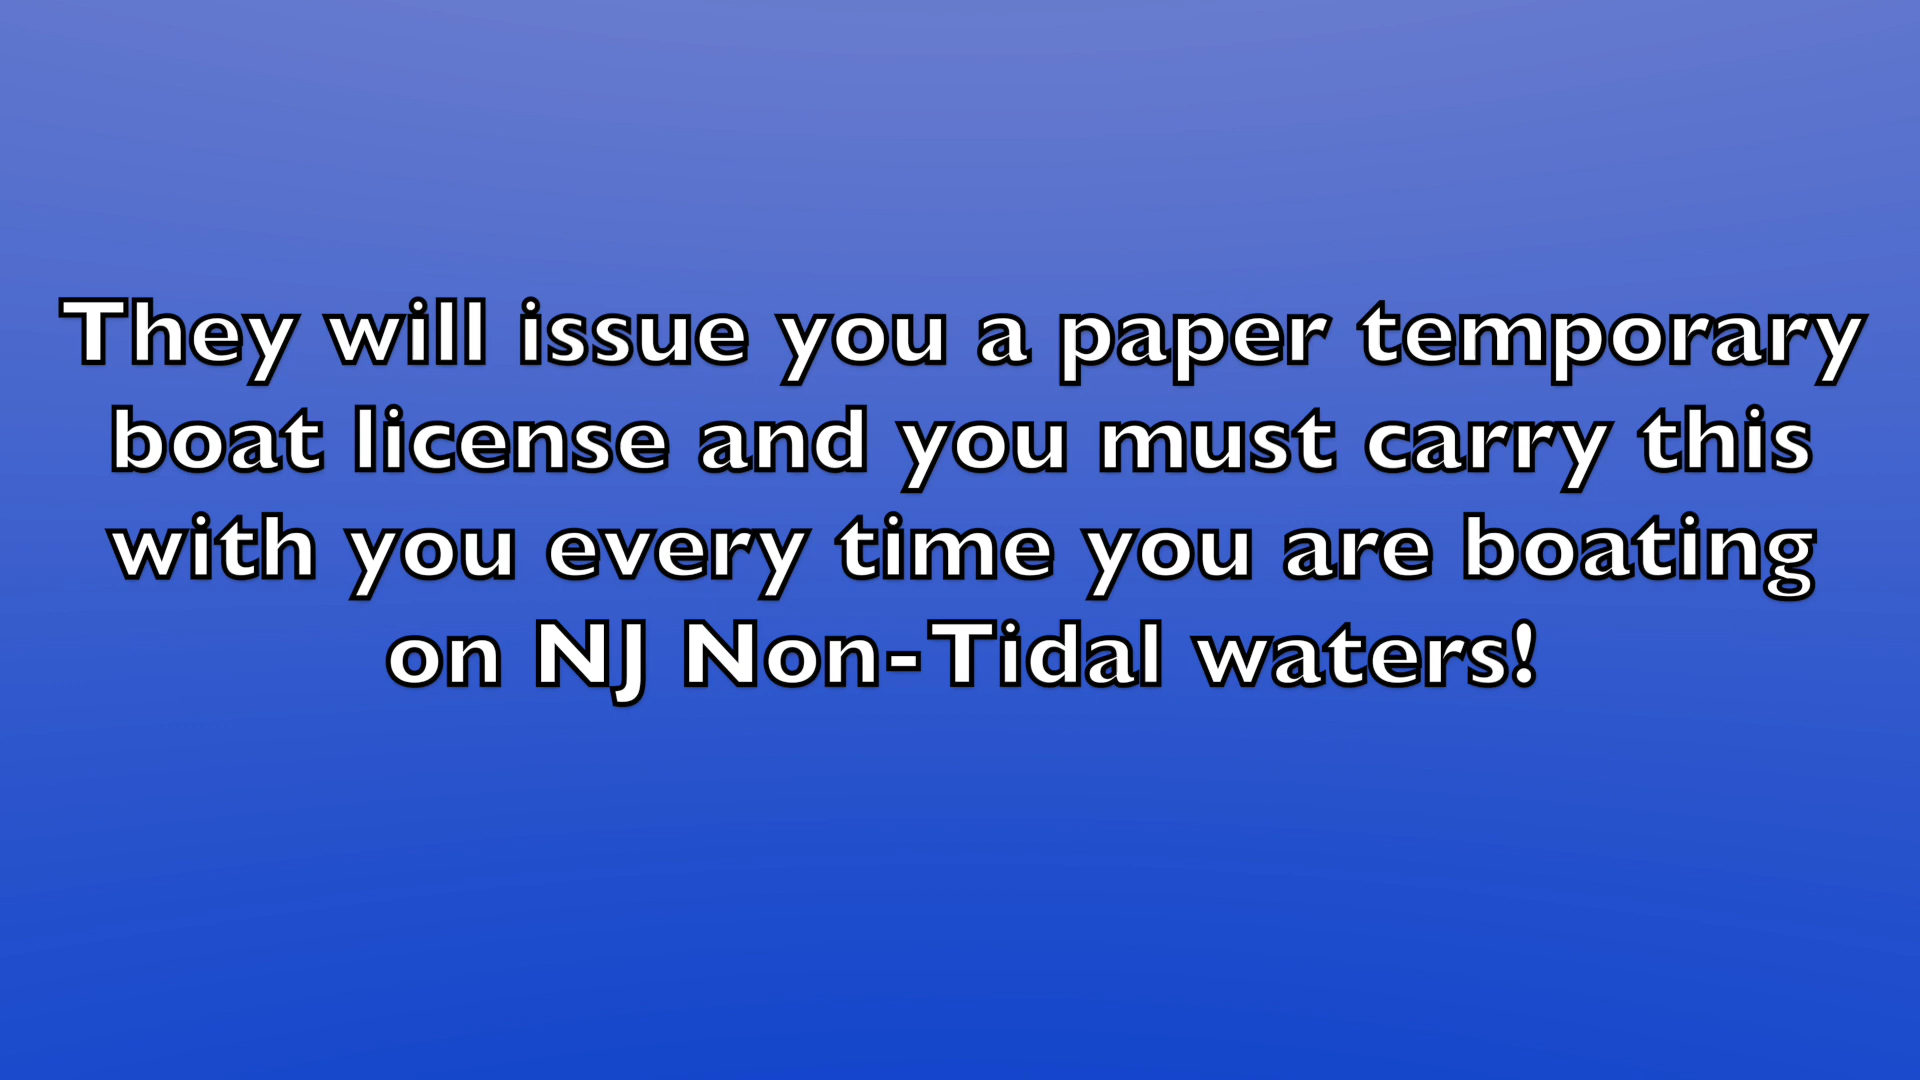 They will issue you a paper temporary
boat license and you must carry this
with you every time you are boating
on NJ Non-Tidal waters!